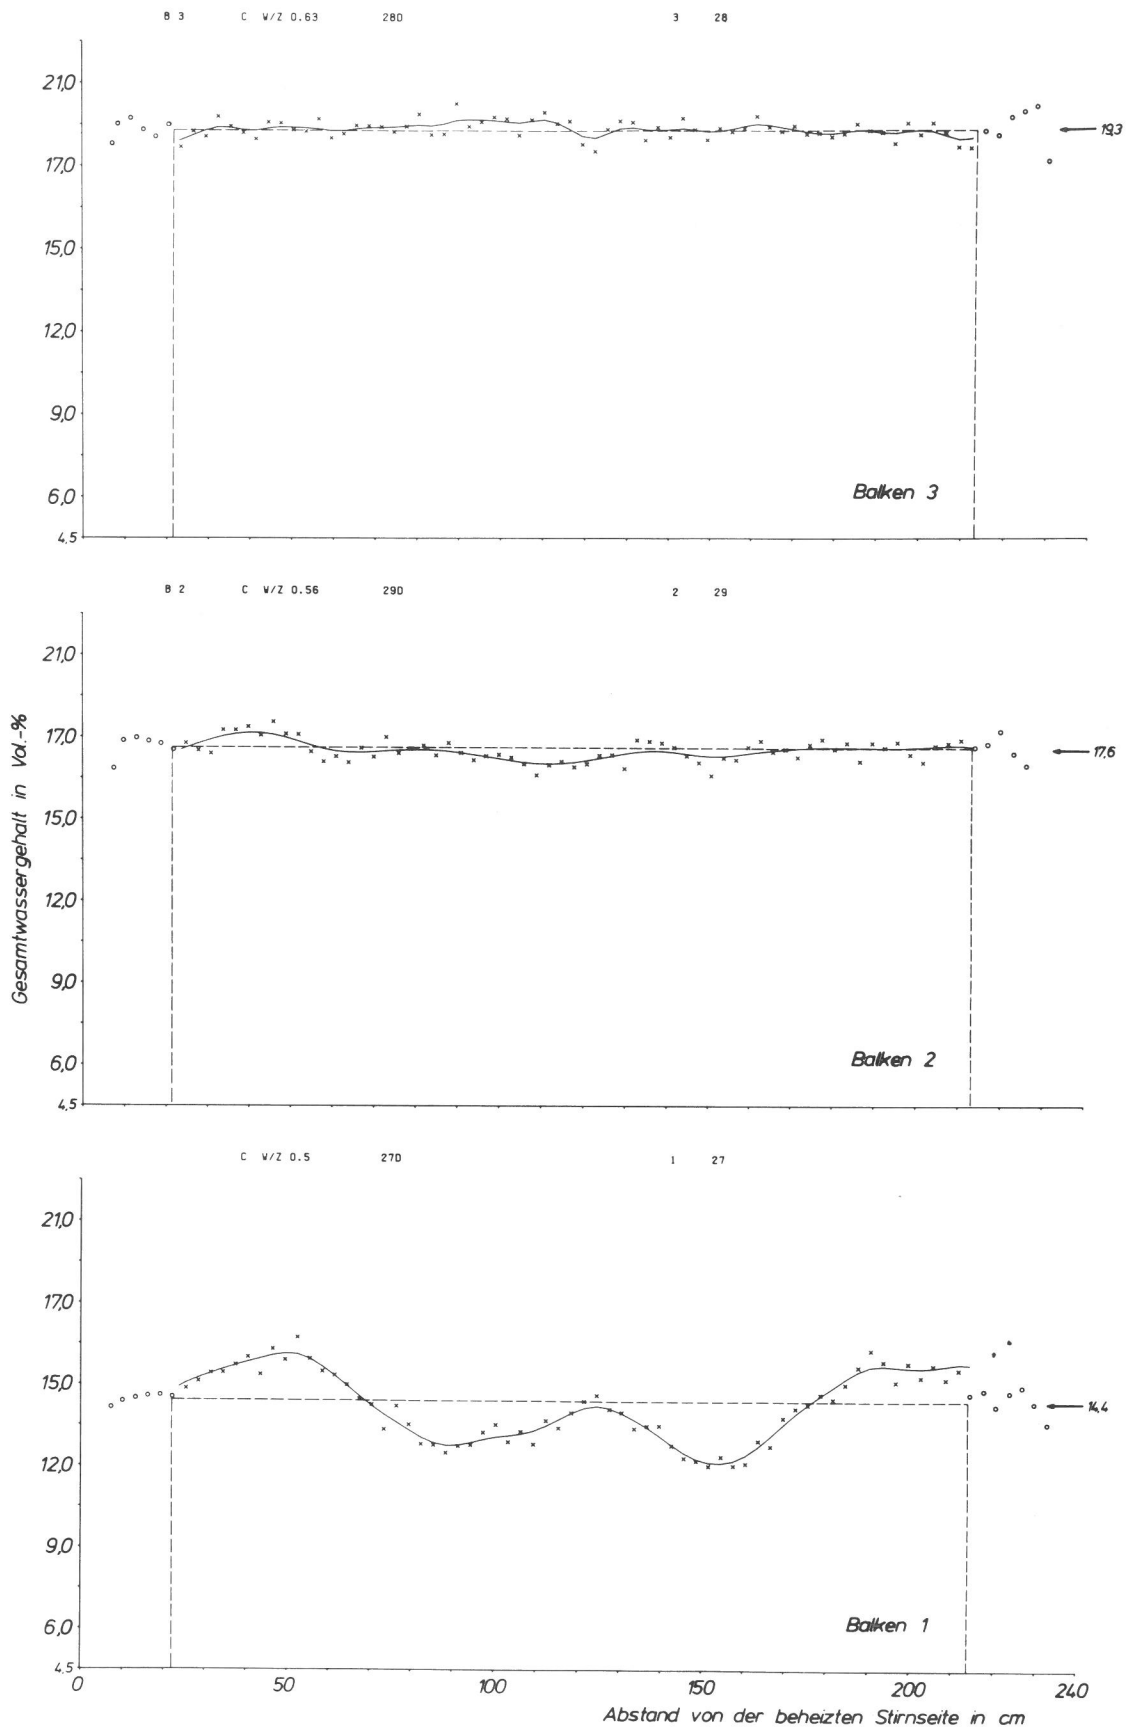 B 3 C W/Z 0.63 28D 3 28
21,0
19,3
17,0
15,0
12,0
9,0
6,0
Balken 3
4,5
B 2 C W/Z 0.56 29D 2 29
21,0
17,0
17,6
15,0
12,0
9,0
6,0
Balken 2
4,5
Gesamtwassergehalt in Vol.-%
C W/Z 0.5 27D 1 27
21,0
17,0
15,0
14,4
12,0
9,0
6,0
Balken 1
4,5
0 50 100 150 200 240
Abstand von der beheizten Stirnseite in cm